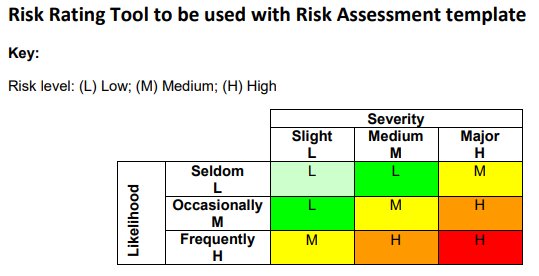 Risk Rating Tool to be used with Risk Assessment template
Key:
Risk level: (L) Low; (M) Medium; (H) High
Severity
Slight Medium Major
L M H
Likelihood
Seldom L L M
L
Occasionally L M H
M
Frequently M H H
H